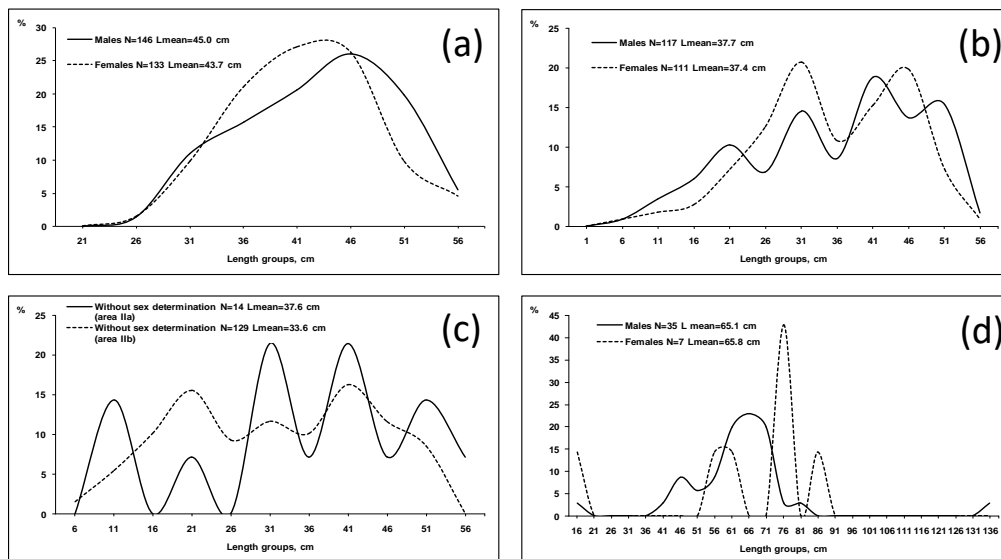 %
(a)
Males N=146 Lmean=45.0 cm
Females N=133 Lmean=43.7 cm
30
25
20
15
10
5
0
21 26 31 36 41 46 51 56
Length groups, cm
%
(b)
Males N=117 Lmean=37.7 cm
Females N=111 Lmean=37.4 cm
25
20
15
10
5
0
1 6 11 16 21 26 31 36 41 46 51 56
Length groups, cm
%
(c)
Without sex determination N=14 Lmean=37.6 cm
(area IIa)
Without sex determination N=129 Lmean=33.6 cm
(area IIb)
25
20
15
10
5
0
6 11 16 21 26 31 36 41 46 51 56
Length groups, cm
%
(d)
Males N=35 L mean=65.1 cm
Females N=7 Lmean=65.8 cm
45
40
35
30
25
20
15
10
5
0
16 21 26 31 36 41 46 51 56 61 66 71 76 81 86 91 96 101 106 111 116 121 126 131 136
Length groups, cm